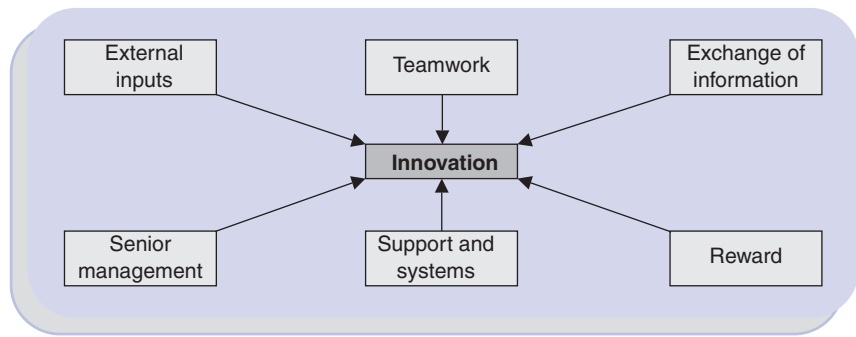 External
inputs
Teamwork
Exchange of
information
Innovation
Senior
management
Support and
systems
Reward